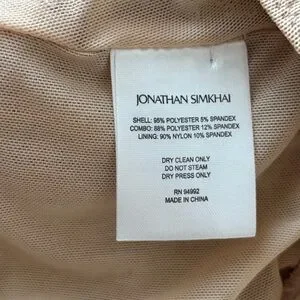 JONATHAN SIMKHAI
SHELL: 95% POLYESTER 5% SPANDEX
COMBO: 88% POLYESTER 12% SPANDEX
LINING: 90% NYLON 10% SPANDEX
DRY CLEAN ONLY
DO NOT STEAM
DRY PRESS ONLY
RN 94992
MADE IN CHINA